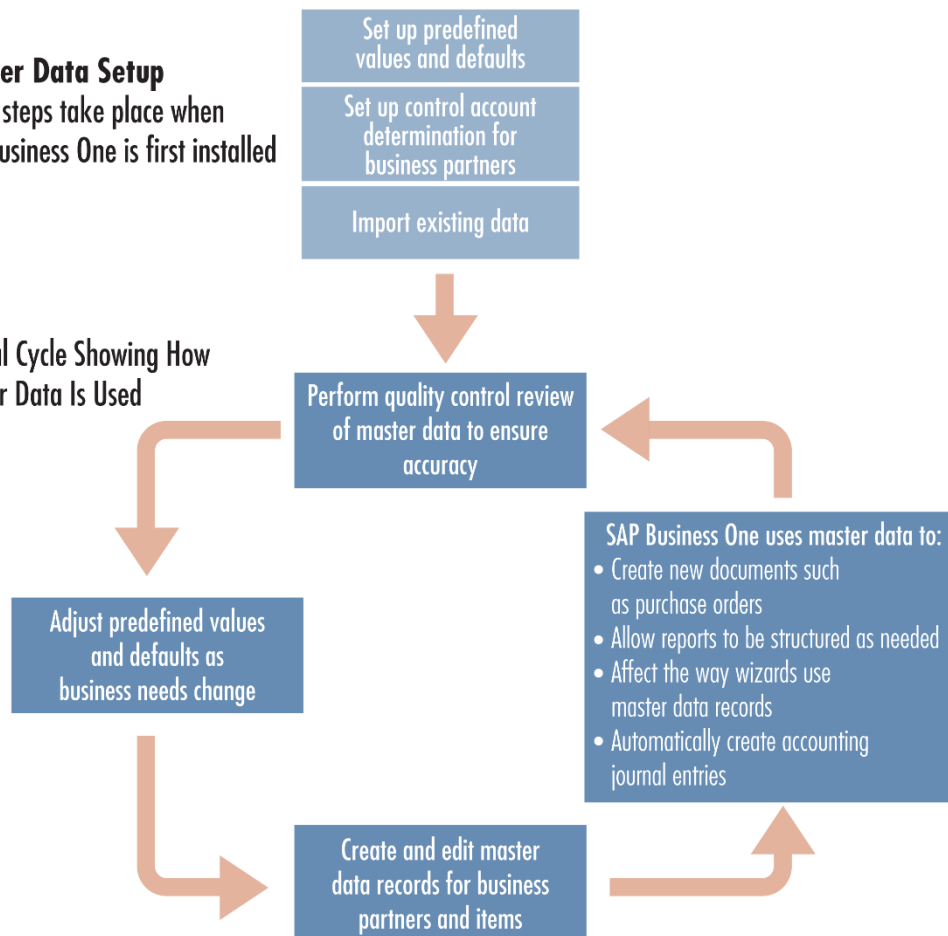 Set up predefined
values and defaults
er Data Setup
steps take place when
usiness One is first installed
Set up control account
determination for
business partners
Import existing data
l Cycle Showing How
r Data Is Used
Perform quality control review
of master data to ensure
accuracy
SAP Business One uses master data to:
• Create new documents such
as purchase orders
• Allow reports to be structured as needed
• Affect the way wizards use
master data records
• Automatically create accounting
journal entries
Adjust predefined values
and defaults as
business needs change
Create and edit master
data records for business
partners and items